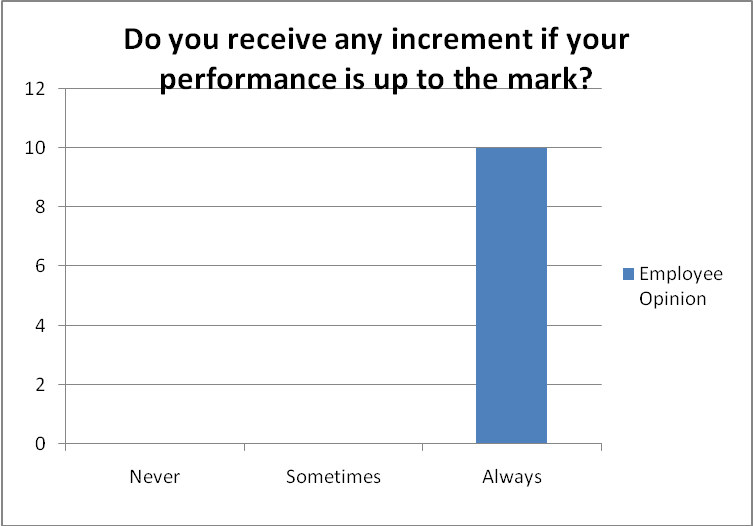 Do you receive any increment if your
performance is up to the mark?
12
10
8
6
4
2
0
Never Sometimes Always
Employee
Opinion